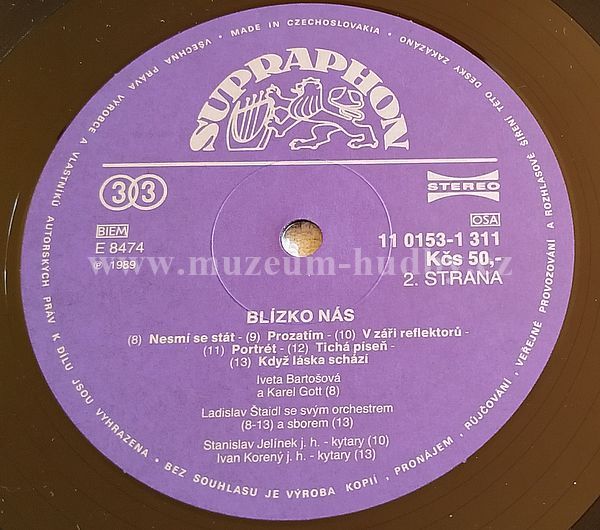 VŠECHNA PRÁVA VÝROBCE A VLASTNÍKŮ AUTORSKÝCH PRÁV K DÍLU JSOU VYHRAZENA • BEZ SOUHLASU JE VÝROBA KOPIÍ, PRONÁJEM, PŮJČOVÁNÍ, VEŘEJNÉ PROVOZOVÁNÍ A ROZHLASOVÉ ŠÍŘENÍ TÉTO DESKY ZAKÁZÁNO • MADE IN CZECHOSLOVAKIA •
SUPRAPHON
33
STEREO
BIEM
OSA
E 8474
11 0153-1 311
℗ 1989
Kčs 50,-
2. STRANA
www.muzeum-hudby.cz
BLÍZKO NÁS
(8) Nesmí se stát - (9) Prozatím - (10) V záři reflektorů -
(11) Portrét - (12) Tichá píseň -
(13) Když láska schází
Iveta Bartošová
a Karel Gott (8)
Ladislav Štaidl se svým orchestrem
(8-13) a sborem (13)
Stanislav Jelínek j. h. - kytary (10)
Ivan Korený j. h. - kytary (13)